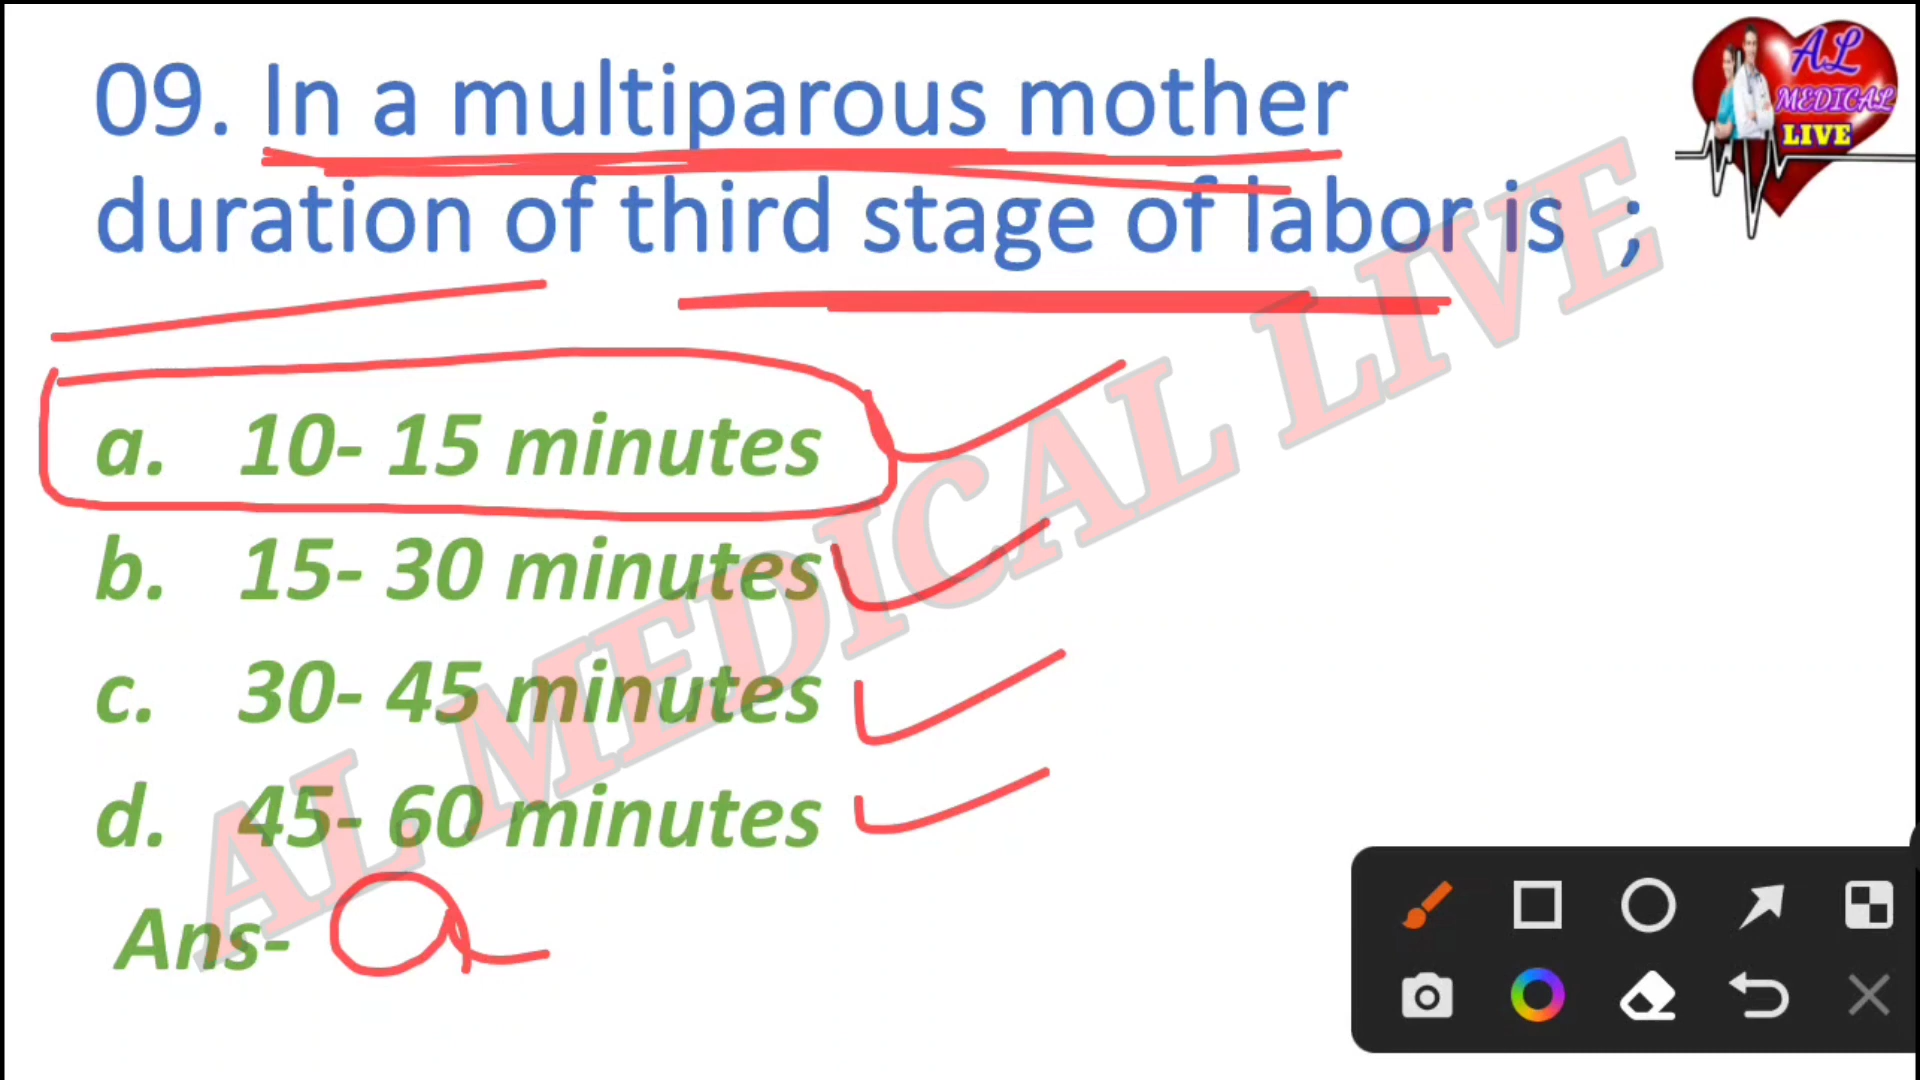 09. In a multiparous mother
duration of third stage of labor is ;
a. 10- 15 minutes
b. 15- 30 minutes
c. 30- 45 minutes
d. 45- 60 minutes
Ans- a
AL MEDICAL LIVE
AL
MEDICAL
LIVE